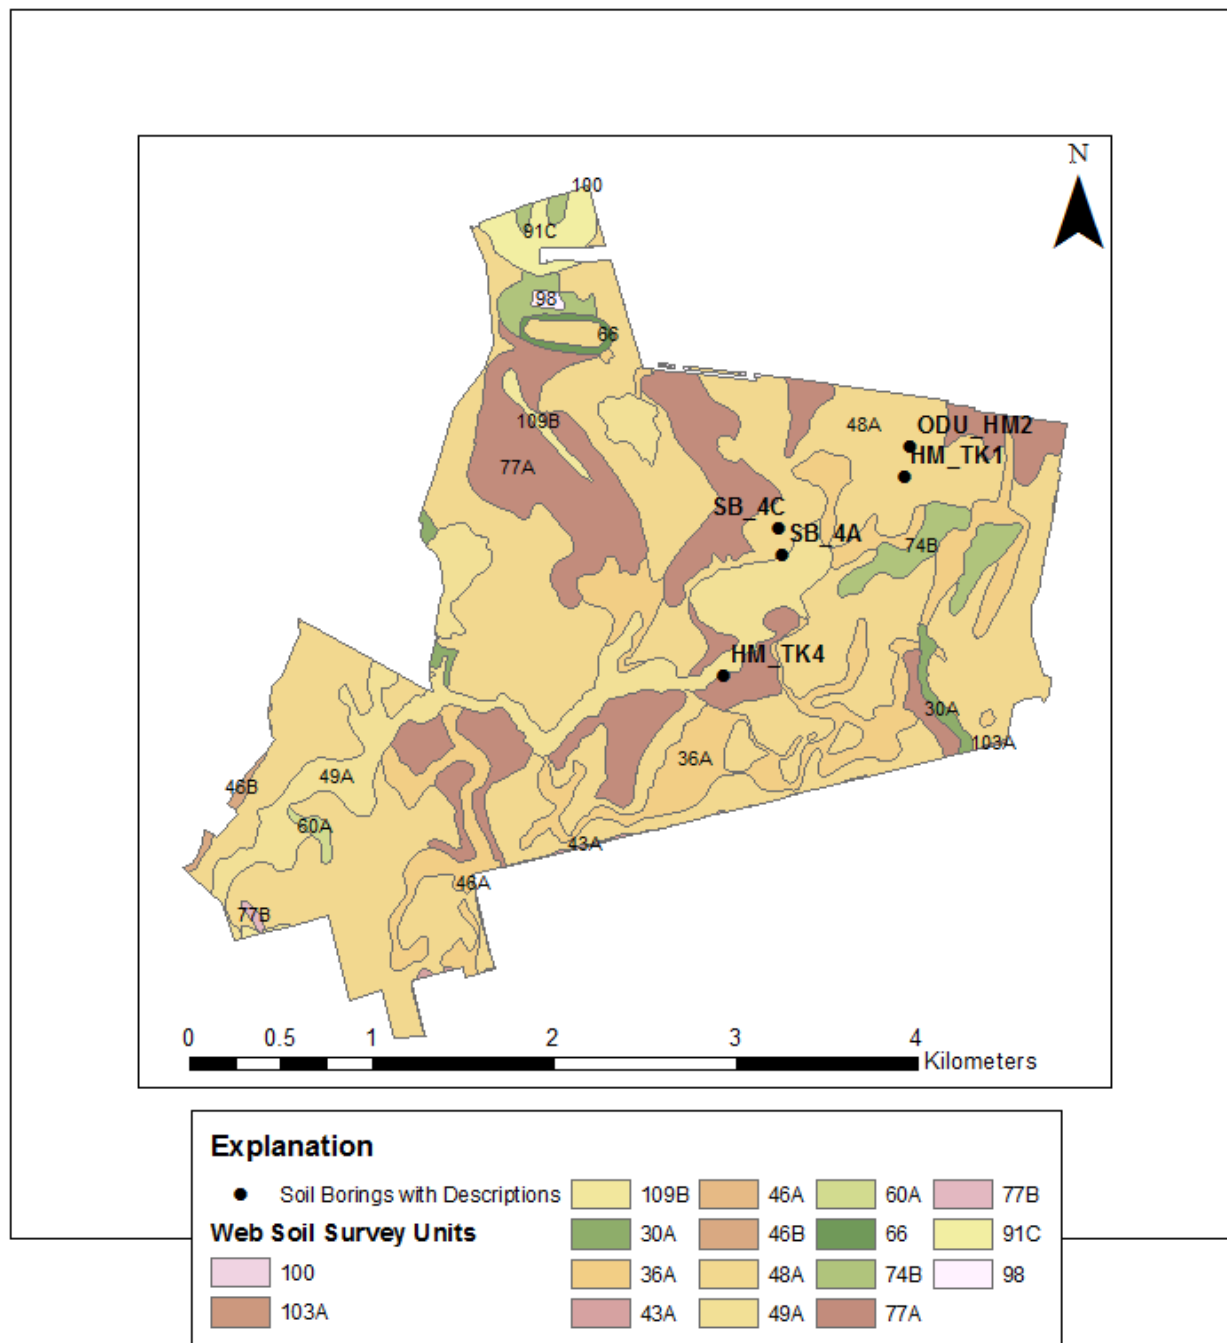 N
100
91C
98
66
109B
48A
ODU_HM2
HM_TK1
77A
SB_4C
SB_4A
74B
HM_TK4
30A
103A
36A
49A
46B
60A
43A
46A
77B
0 0.5 1 2 3 4
Kilometers
Explanation
Soil Borings with Descriptions
Web Soil Survey Units
100
103A
109B
30A
36A
43A
46A
46B
48A
49A
60A
66
74B
77A
77B
91C
98